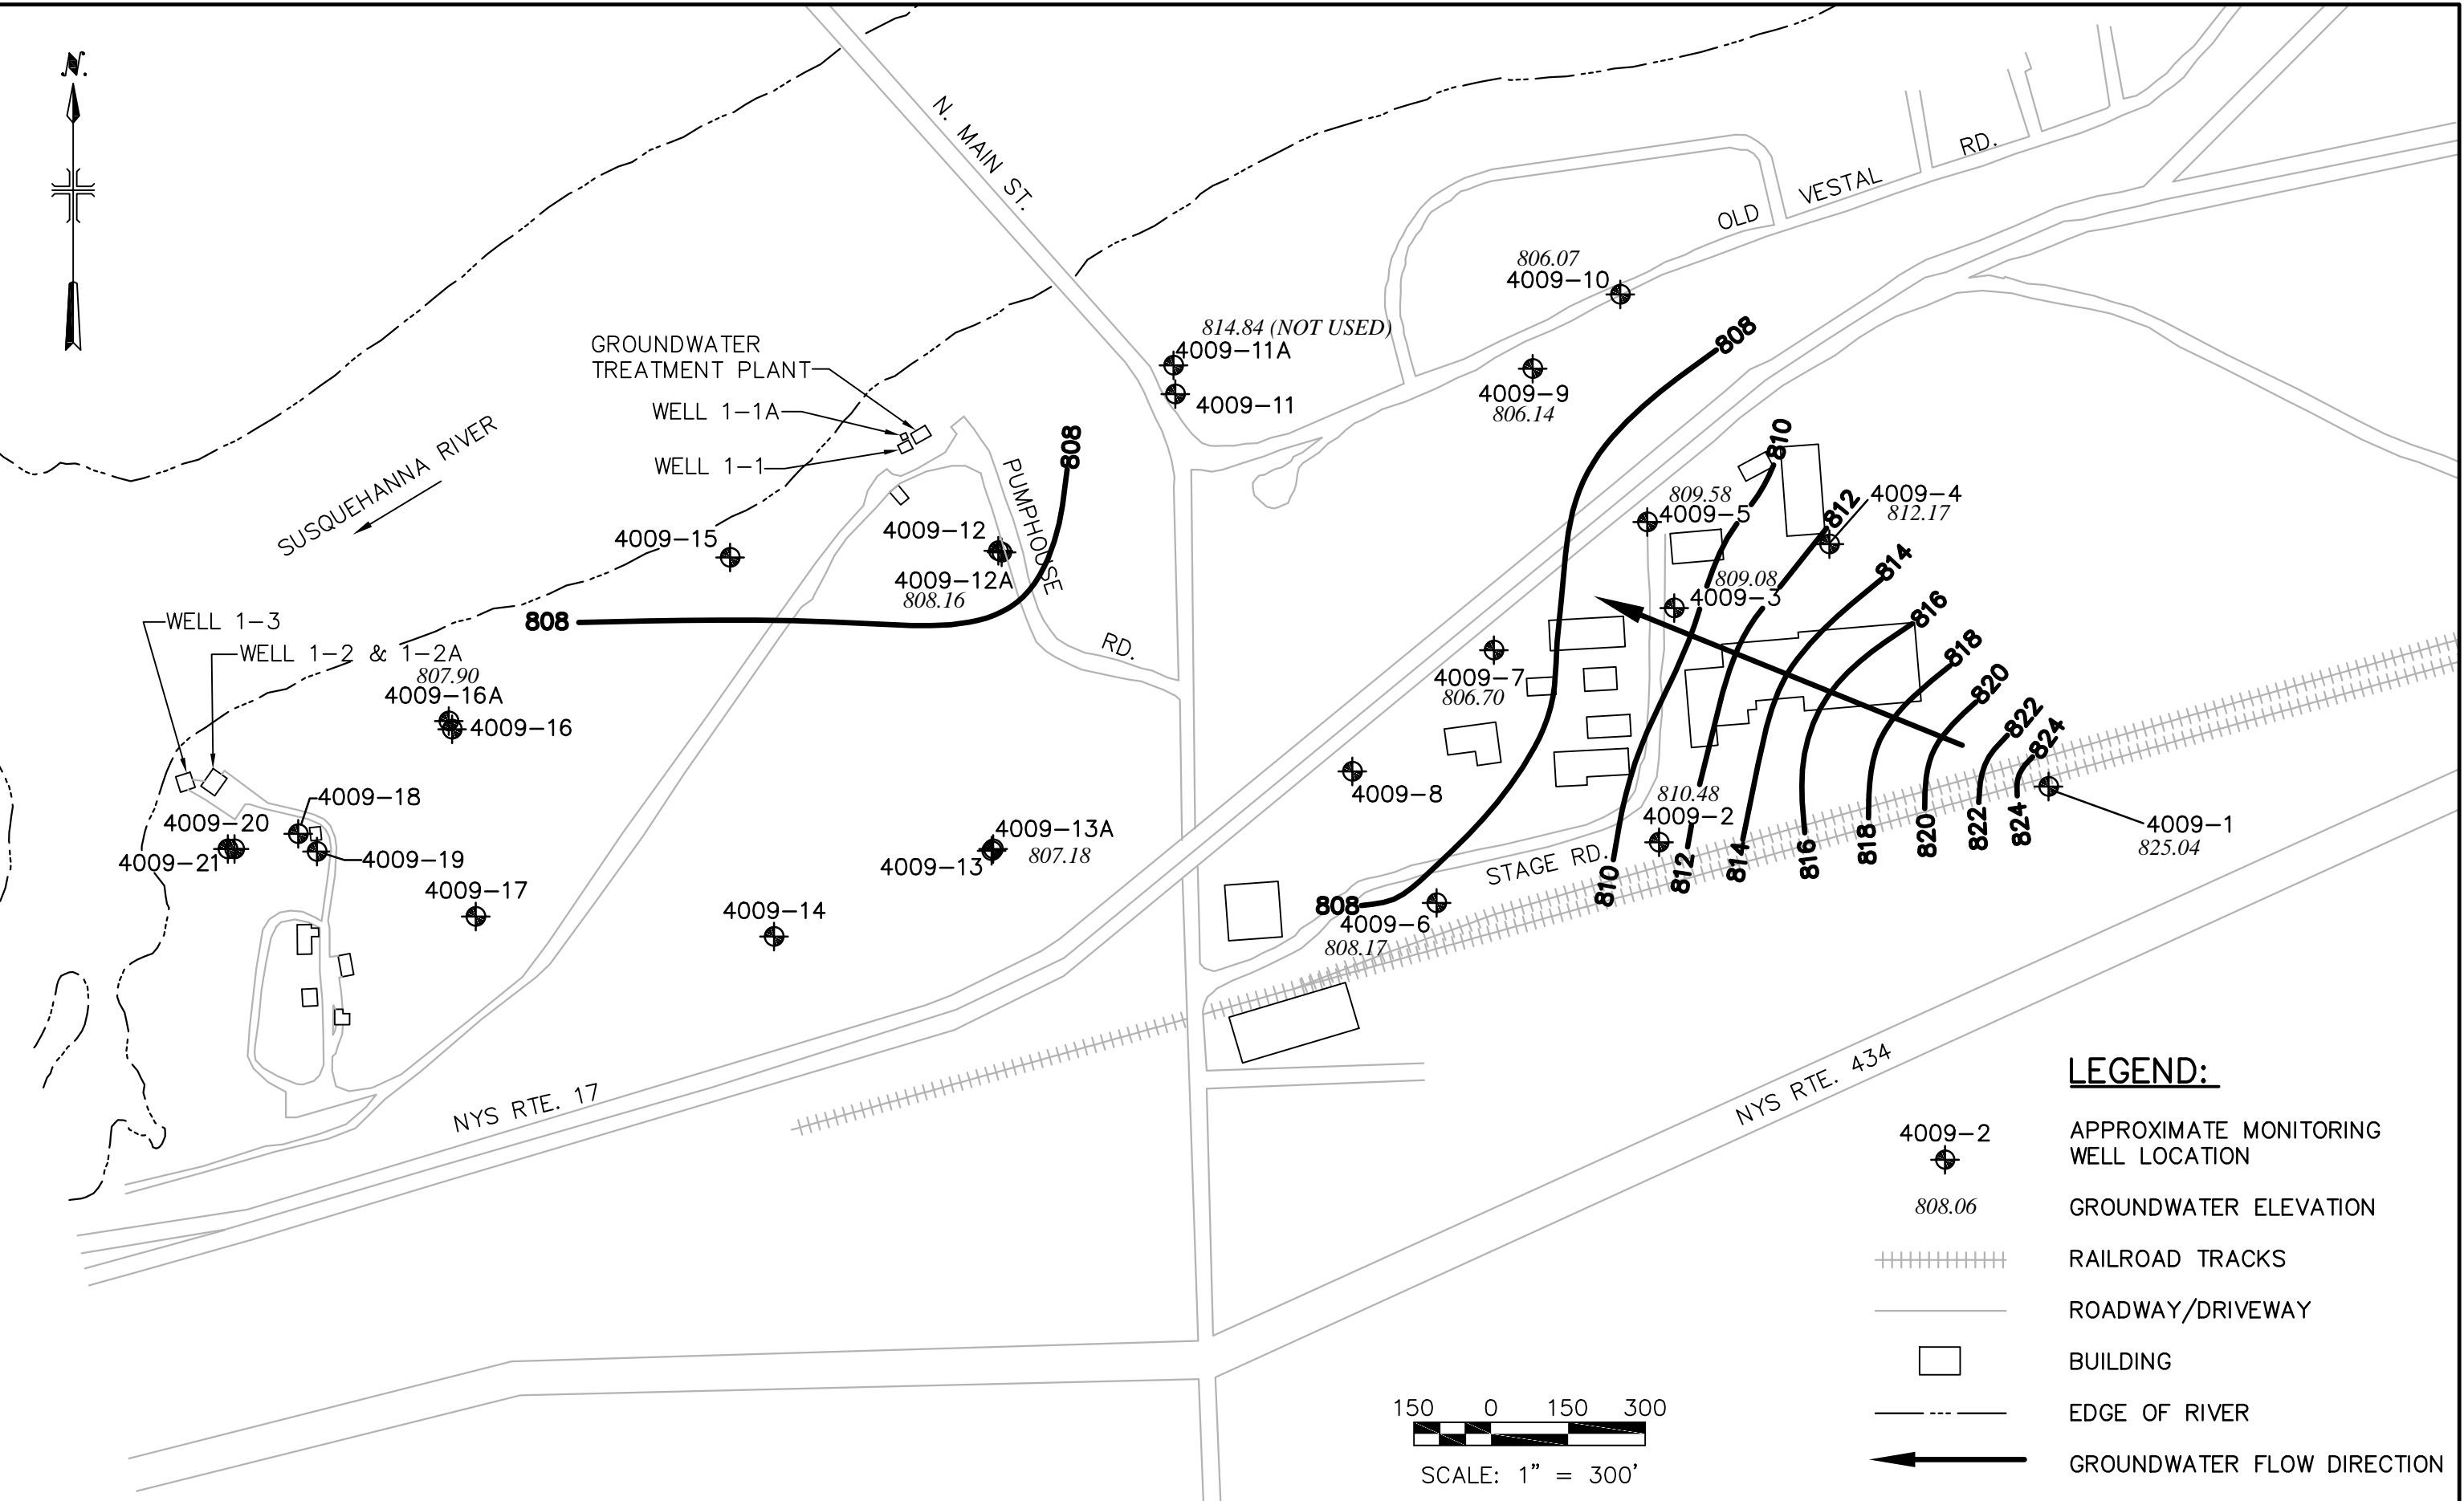 N.
N. MAIN ST.
OLD VESTAL RD.
806.07
4009-10
814.84 (NOT USED)
4009-11A
4009-11
4009-9
806.14
GROUNDWATER
TREATMENT PLANT
WELL 1-1A
WELL 1-1
SUSQUEHANNA RIVER
PUMPHOUSE RD.
808
808
4009-15
4009-12
4009-12A
808.16
WELL 1-3
WELL 1-2 & 1-2A
807.90
4009-16A
4009-16
4009-18
4009-20
4009-21
4009-19
4009-17
4009-14
4009-13A
4009-13
807.18
808
810
812
814
816
818
820
822
824
809.58
4009-5
4009-4
812.17
809.08
4009-3
4009-7
806.70
4009-8
810.48
4009-2
STAGE RD.
808
4009-6
808.17
810
812
814
816
818
820
822
824
4009-1
825.04
NYS RTE. 17
NYS RTE. 434
LEGEND:
4009-2
APPROXIMATE MONITORING
WELL LOCATION
808.06
GROUNDWATER ELEVATION
RAILROAD TRACKS
ROADWAY/DRIVEWAY
BUILDING
EDGE OF RIVER
GROUNDWATER FLOW DIRECTION
150 0 150 300
SCALE: 1" = 300'